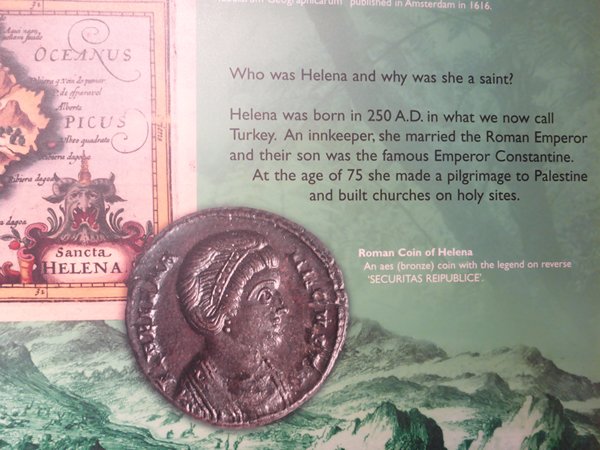 Tabularum Geographicarum" published in Amsterdam in 1616.
OCEANUS
PICUS
Sancta
HELENA
Who was Helena and why was she a saint?
Helena was born in 250 A.D. in what we now call
Turkey. An innkeeper, she married the Roman Emperor
and their son was the famous Emperor Constantine.
At the age of 75 she made a pilgrimage to Palestine
and built churches on holy sites.
Roman Coin of Helena
An aes (bronze) coin with the legend on reverse
'SECURITAS REIPUBLICE'.